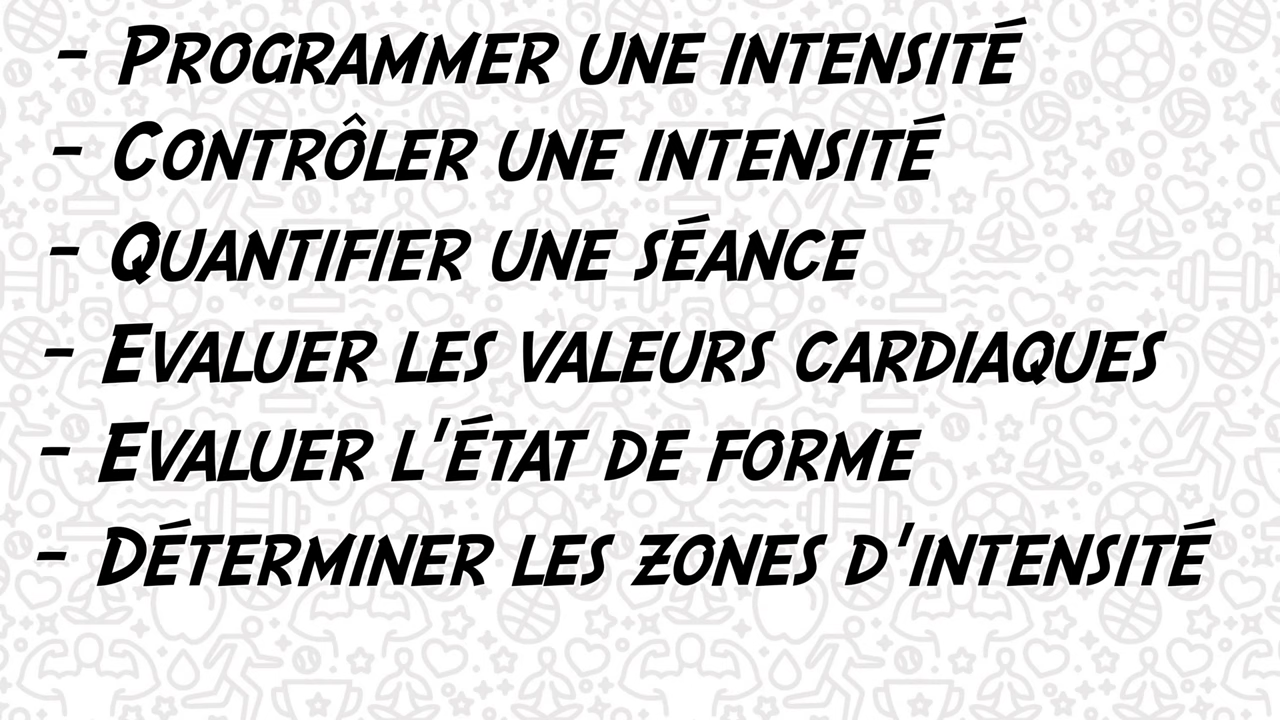 - Programmer une intensité
- Contrôler une intensité
- Quantifier une séance
- Evaluer les valeurs cardiaques
- Evaluer l'état de forme
- Déterminer les zones d'intensité